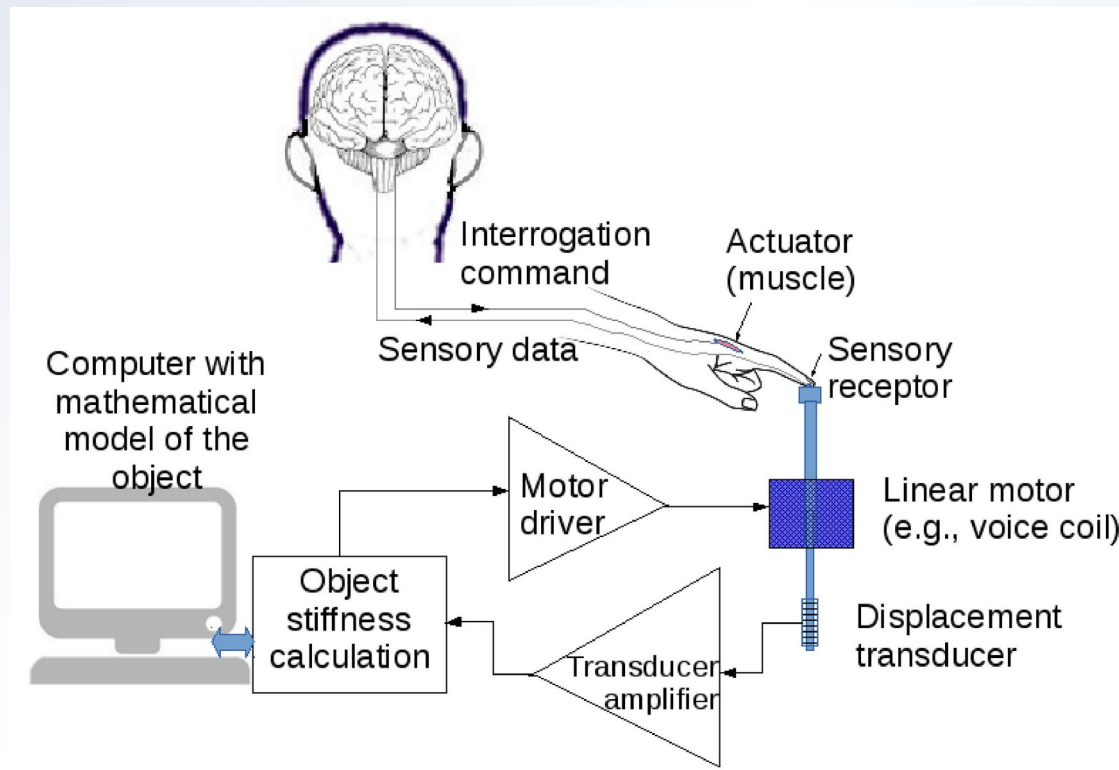 Interrogation
command
Actuator
(muscle)
Sensory data
Sensory
receptor
Computer with
mathematical
model of the
object
Motor
driver
Linear motor
(e.g., voice coil)
Object
stiffness
calculation
Transducer
amplifier
Displacement
transducer